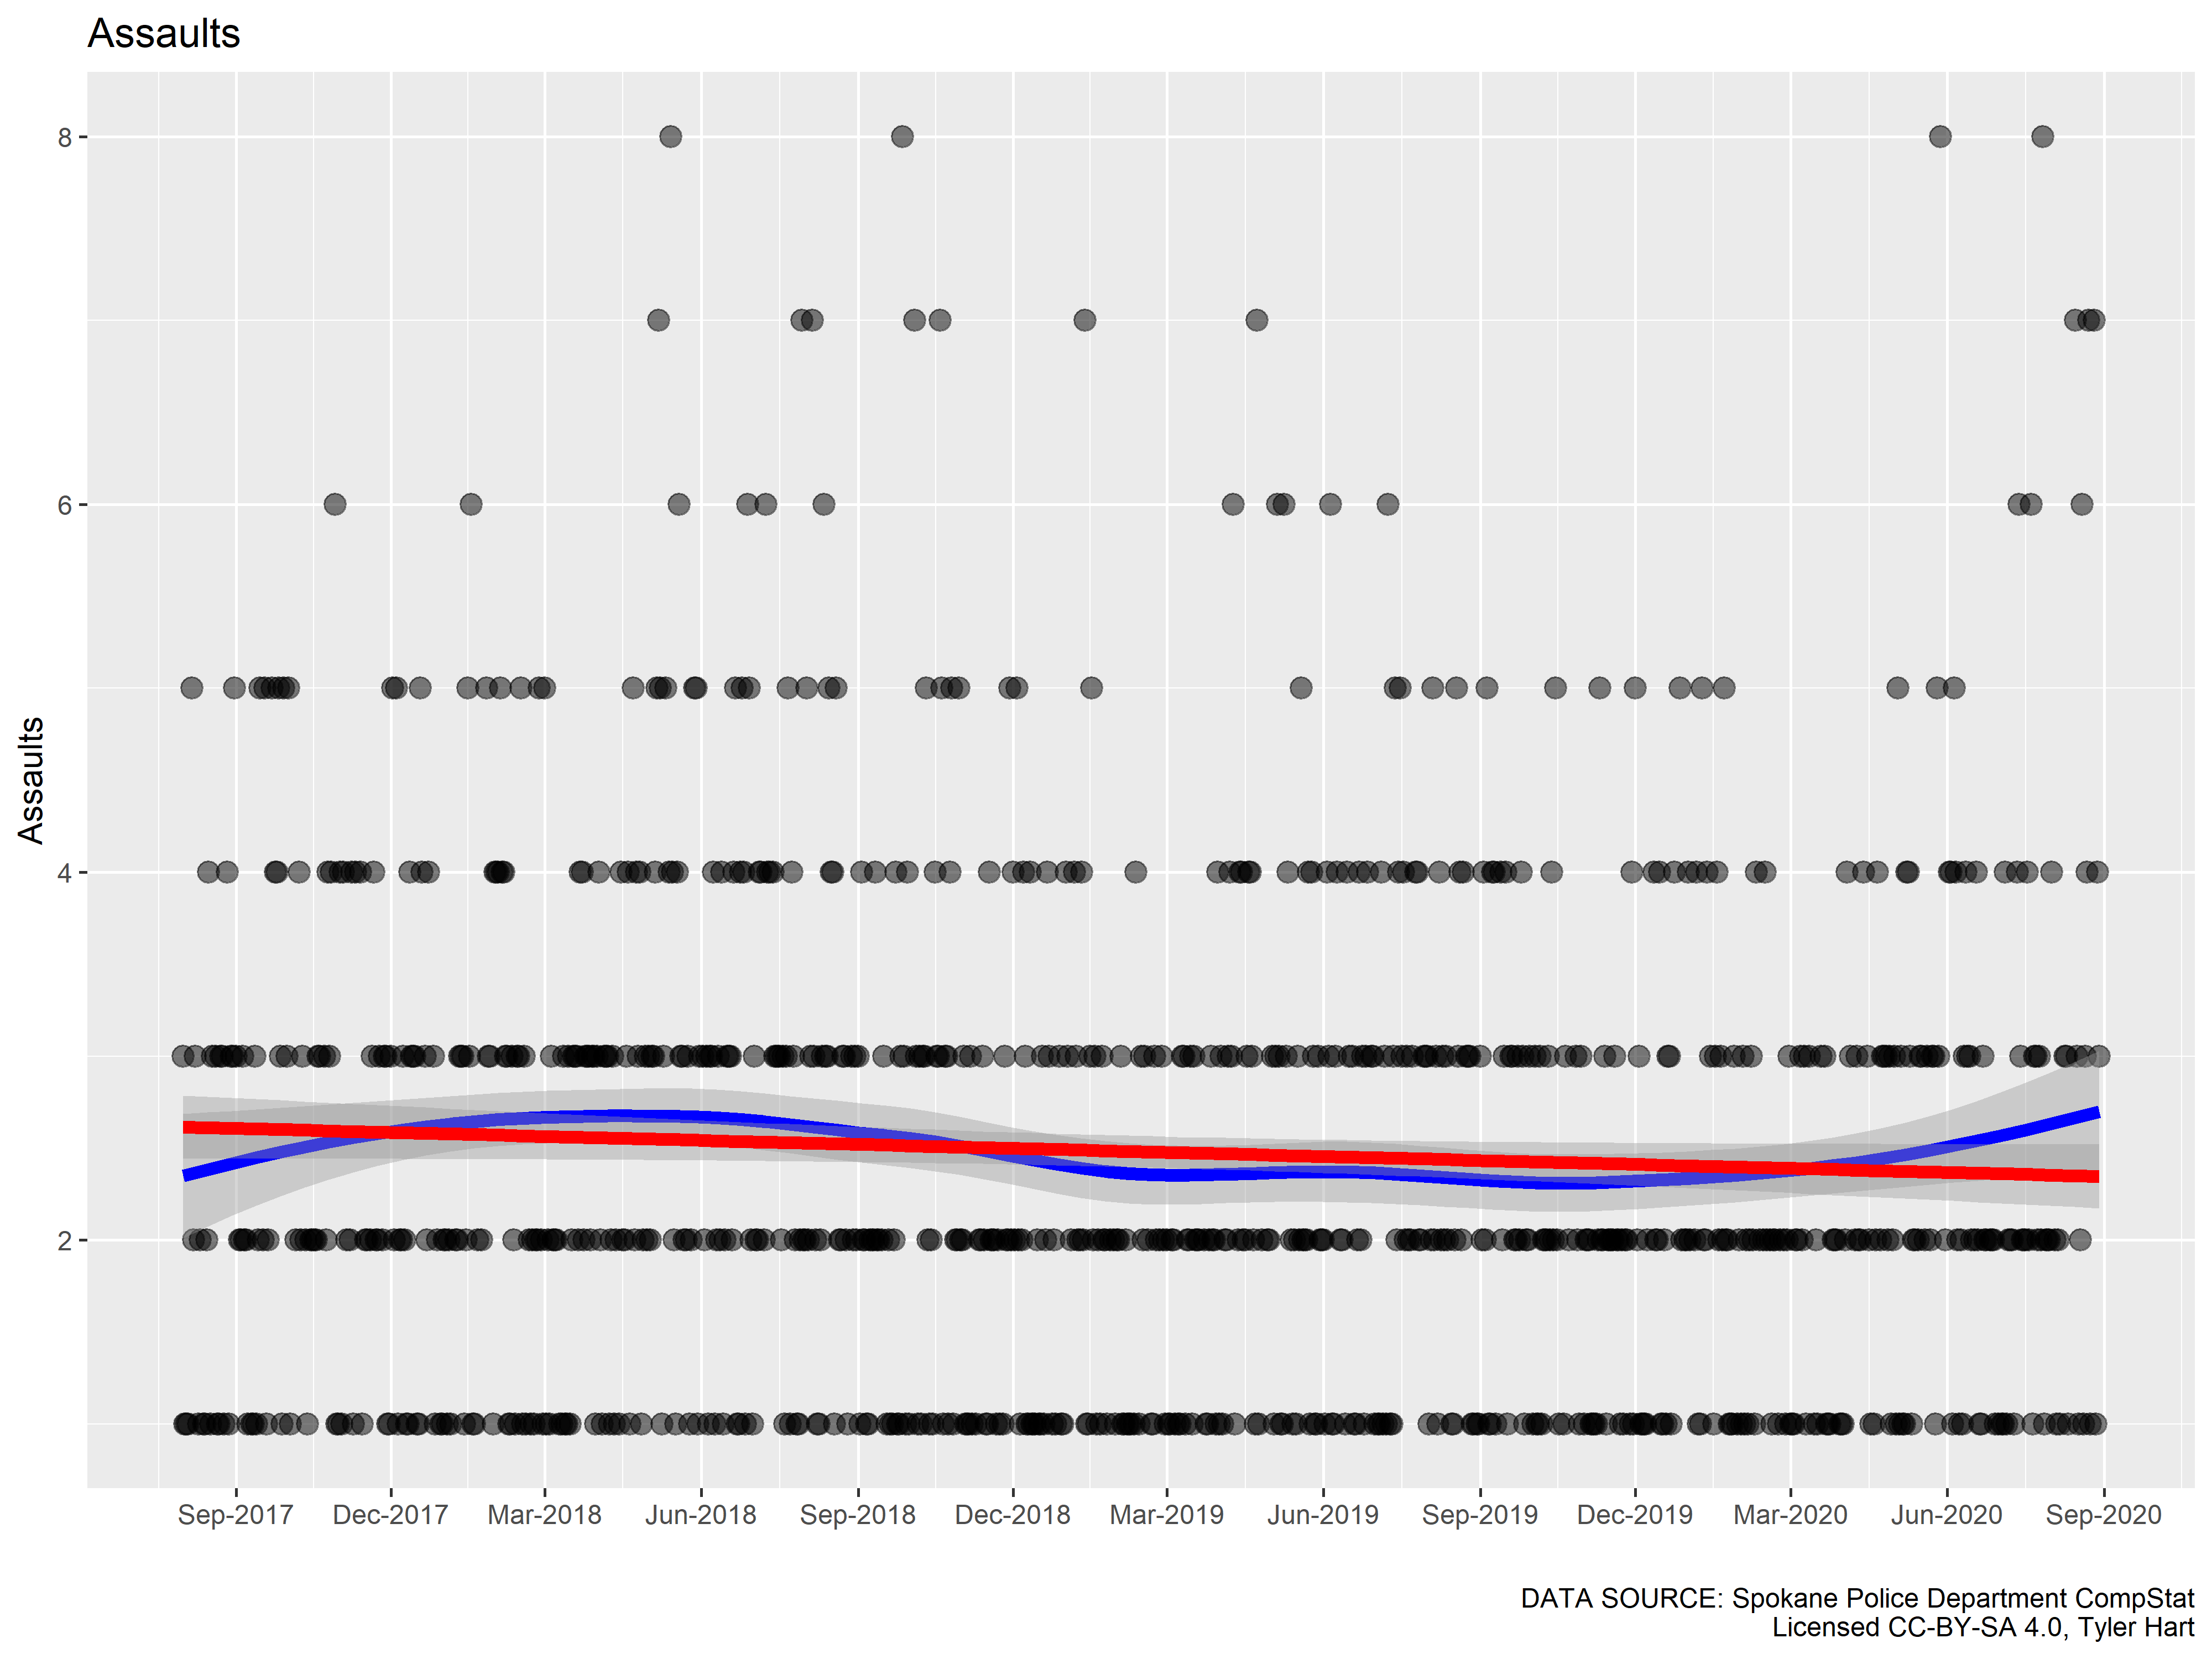 Assaults
8
6
4
2
Assaults
Sep-2017 Dec-2017 Mar-2018 Jun-2018 Sep-2018 Dec-2018 Mar-2019 Jun-2019 Sep-2019 Dec-2019 Mar-2020 Jun-2020 Sep-2020
DATA SOURCE: Spokane Police Department CompStat
Licensed CC-BY-SA 4.0, Tyler Hart